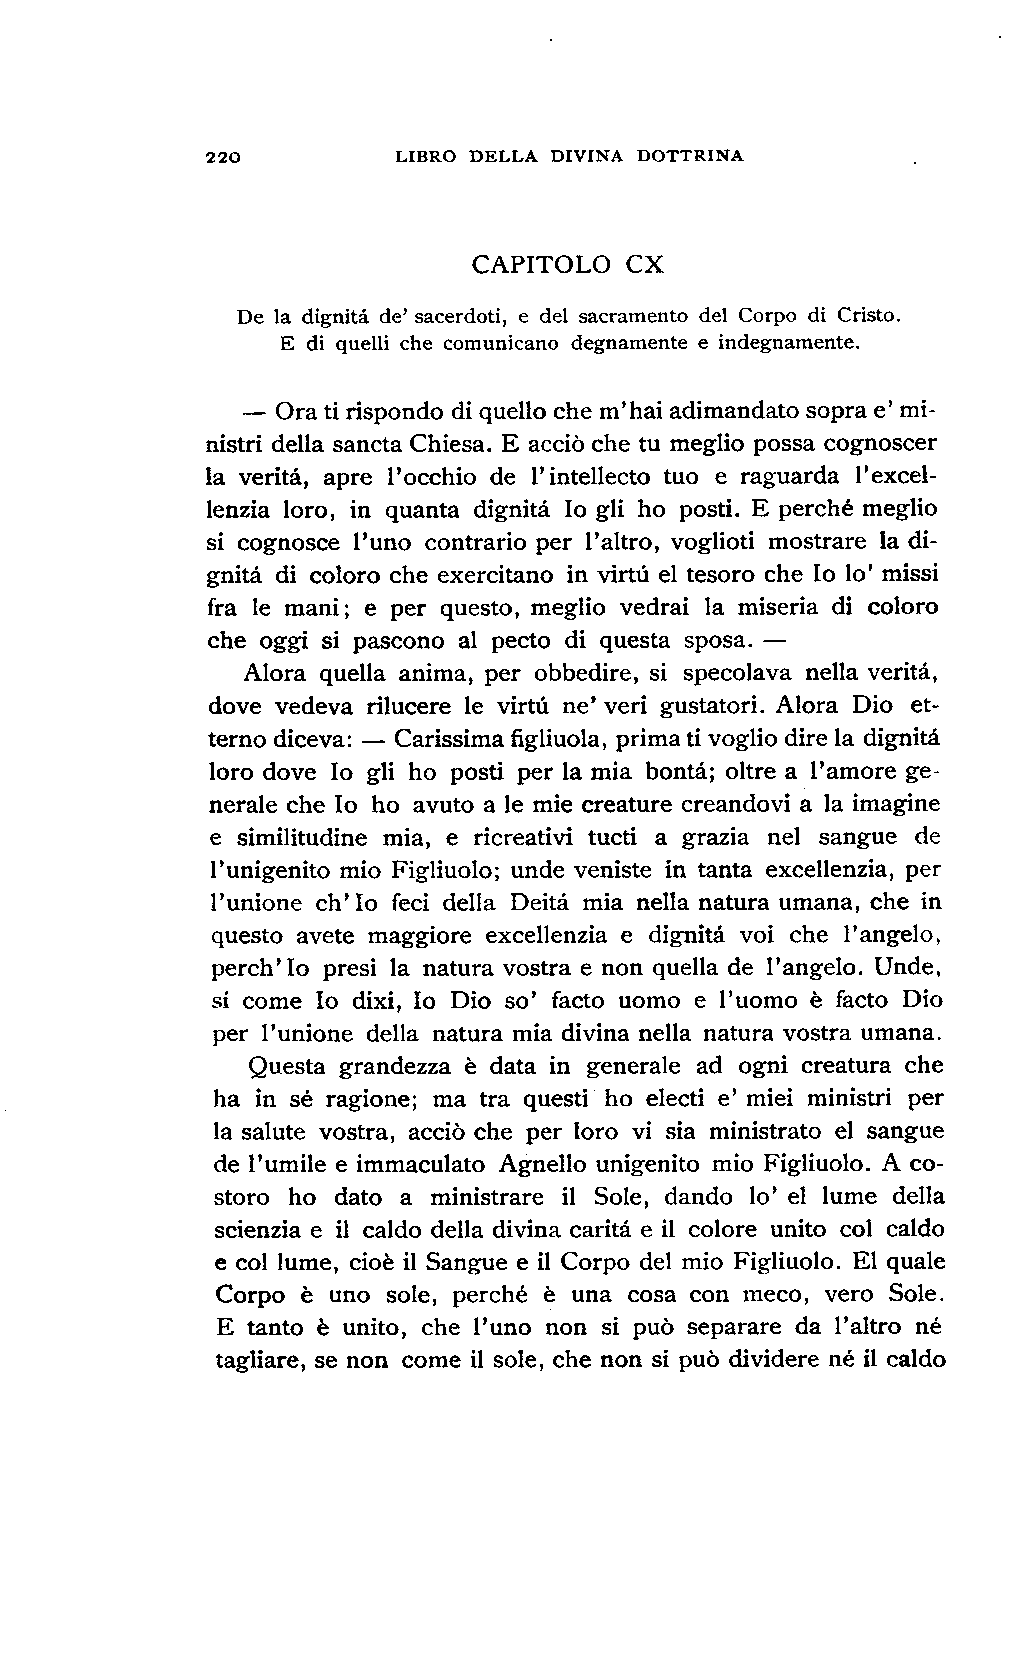 220 LIBRO DELLA DIVINA DOTTRINA
CAPITOLO CX
De la dignitá de' sacerdoti, e del sacramento del Corpo di Cristo.
E di quelli che comunicano degnamente e indegnamente.
— Ora ti rispondo di quello che m'hai adimandato sopra e' mi-
nistri della sancta Chiesa. E acciò che tu meglio possa cognoscer
la veritá, apre l'occhio de l'intellecto tuo e raguarda l'excel-
lenzia loro, in quanta dignitá Io gli ho posti. E perché meglio
si cognosce l'uno contrario per l'altro, voglioti mostrare la di-
gnitá di coloro che exercitano in virtú el tesoro che Io lo' missi
fra le mani; e per questo, meglio vedrai la miseria di coloro
che oggi si pascono al pecto di questa sposa. —
Alora quella anima, per obbedire, si specolava nella veritá,
dove vedeva rilucere le virtú ne' veri gustatori. Alora Dio et-
terno diceva: — Carissima figliuola, prima ti voglio dire la dignitá
loro dove Io gli ho posti per la mia bontá; oltre a l'amore ge-
nerale che Io ho avuto a le mie creature creandovi a la imagine
e similitudine mia, e ricreativi tucti a grazia nel sangue de
l'unigenito mio Figliuolo; unde veniste in tanta excellenzia, per
l'unione ch'Io feci della Deitá mia nella natura umana, che in
questo avete maggiore excellenzia e dignitá voi che l'angelo,
perch'Io presi la natura vostra e non quella de l'angelo. Unde,
sí come Io dixi, Io Dio so' facto uomo e l'uomo è facto Dio
per l'unione della natura mia divina nella natura vostra umana.
Questa grandezza è data in generale ad ogni creatura che
ha in sé ragione; ma tra questi ho electi e' miei ministri per
la salute vostra, acciò che per loro vi sia ministrato el sangue
de l'umile e immaculato Agnello unigenito mio Figliuolo. A co-
storo ho dato a ministrare il Sole, dando lo' el lume della
scienzia e il caldo della divina caritá e il colore unito col caldo
e col lume, cioè il Sangue e il Corpo del mio Figliuolo. El quale
Corpo è uno sole, perché è una cosa con meco, vero Sole.
E tanto è unito, che l'uno non si può separare da l'altro né
tagliare, se non come il sole, che non si può dividere né il caldo